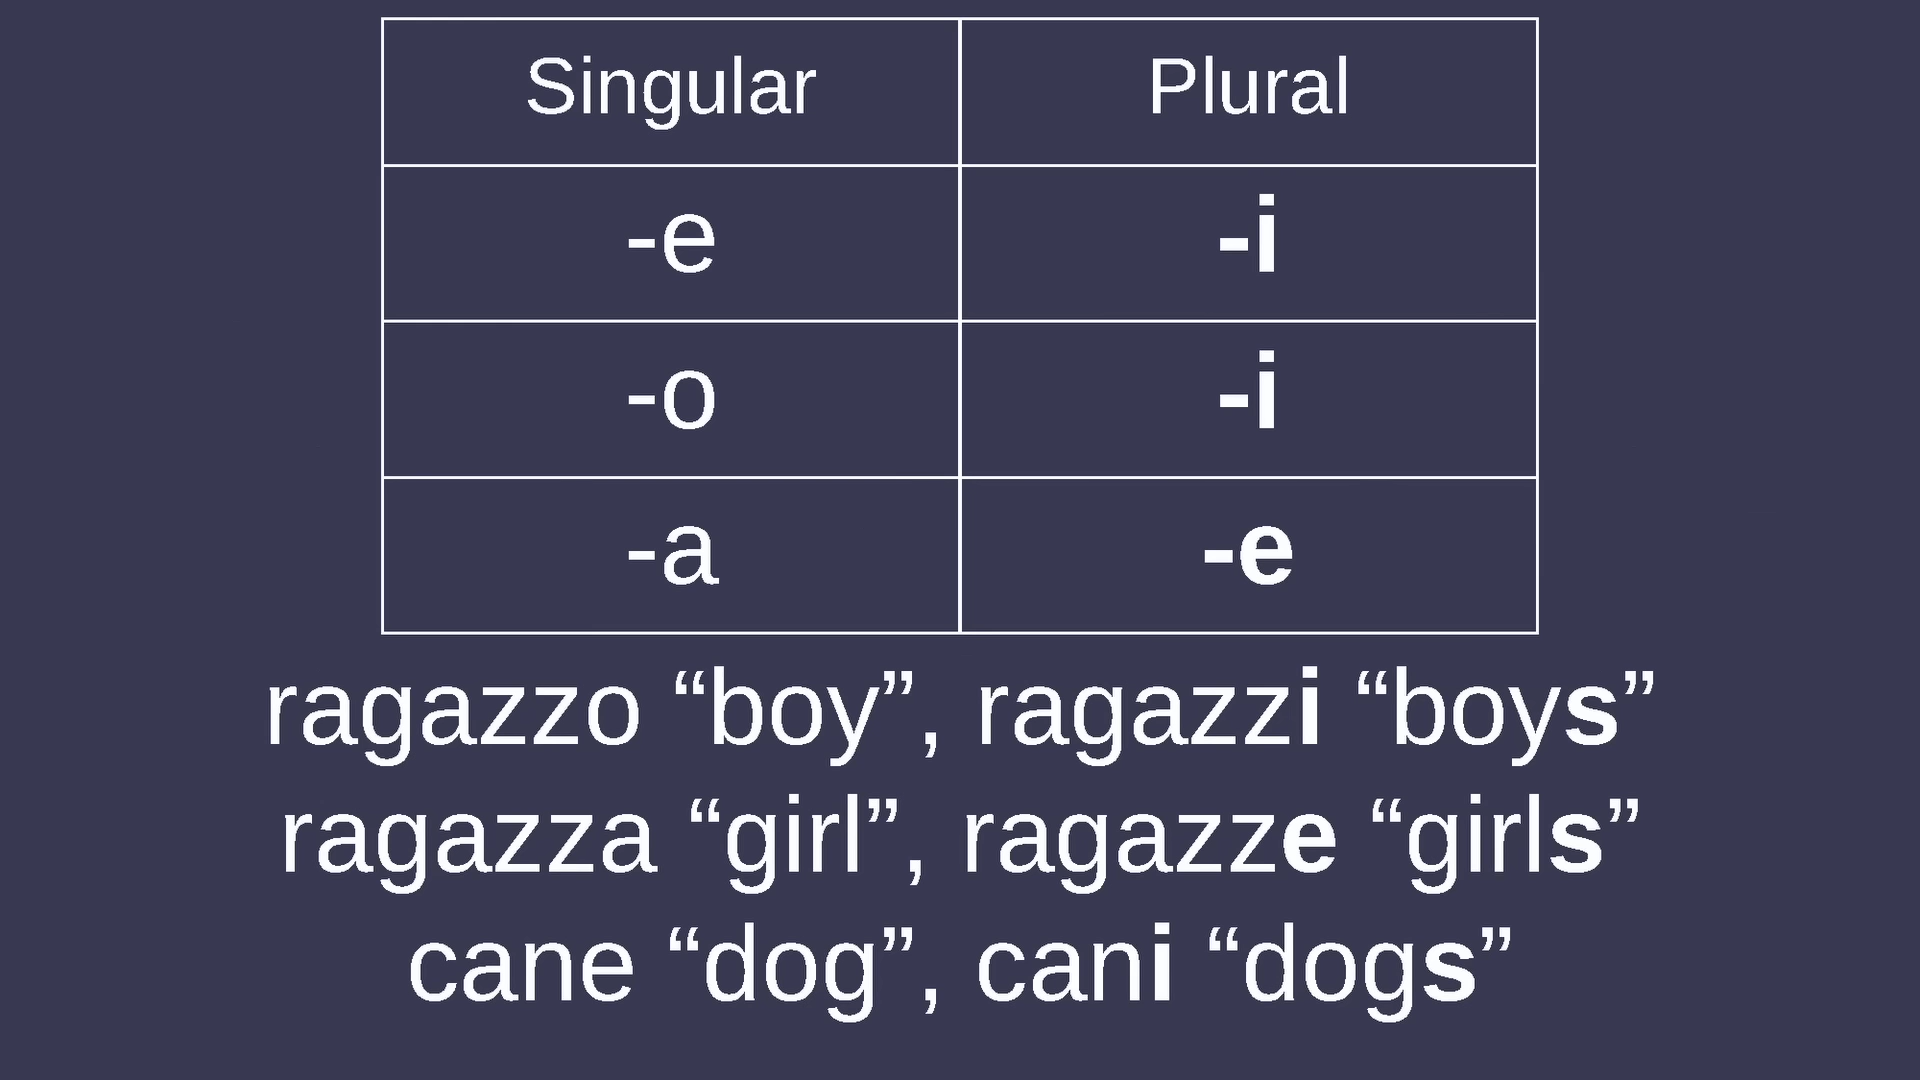 Singular Plural
-e -i
-o -i
-a -e
ragazzo “boy”, ragazzi “boys”
ragazza “girl”, ragazze “girls”
cane “dog”, cani “dogs”